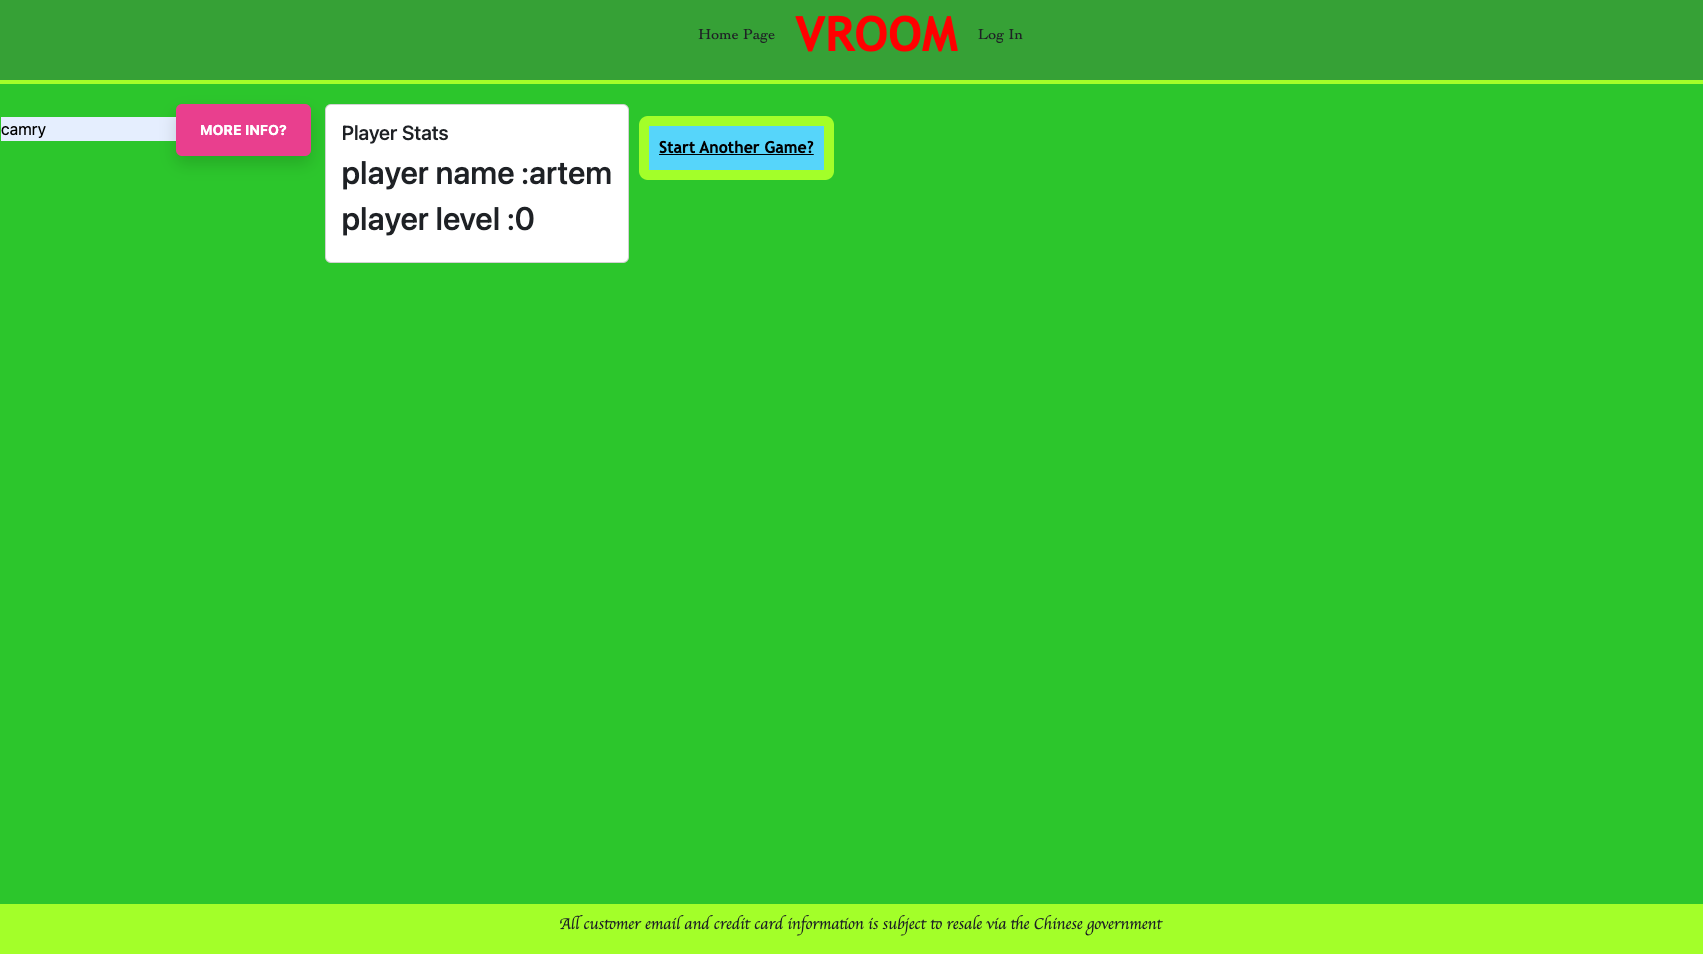 Home Page
VROOM
Log In
camry
MORE INFO?
Player Stats
player name :artem
player level :0
Start Another Game?
All customer email and credit card information is subject to resale via the Chinese government